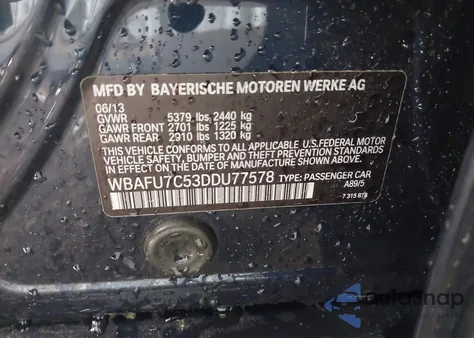 MFD BY BAYERISCHE MOTOREN WERKE AG
06/13
GVWR 5379 lbs 2440 kg
GAWR FRONT 2701 lbs 1225 kg
GAWR REAR 2910 lbs 1320 kg
THIS VEHICLE CONFORMS TO ALL APPLICABLE U.S.FEDERAL MOTOR
VEHICLE SAFETY, BUMPER, AND THEFT PREVENTION STANDARDS
IN EFFECT ON THE DATE OF MANUFACTURE SHOWN ABOVE.
WBAFU7C53DDU77578 TYPE: PASSENGER CAR
A89/5
7 315
AutoSnap